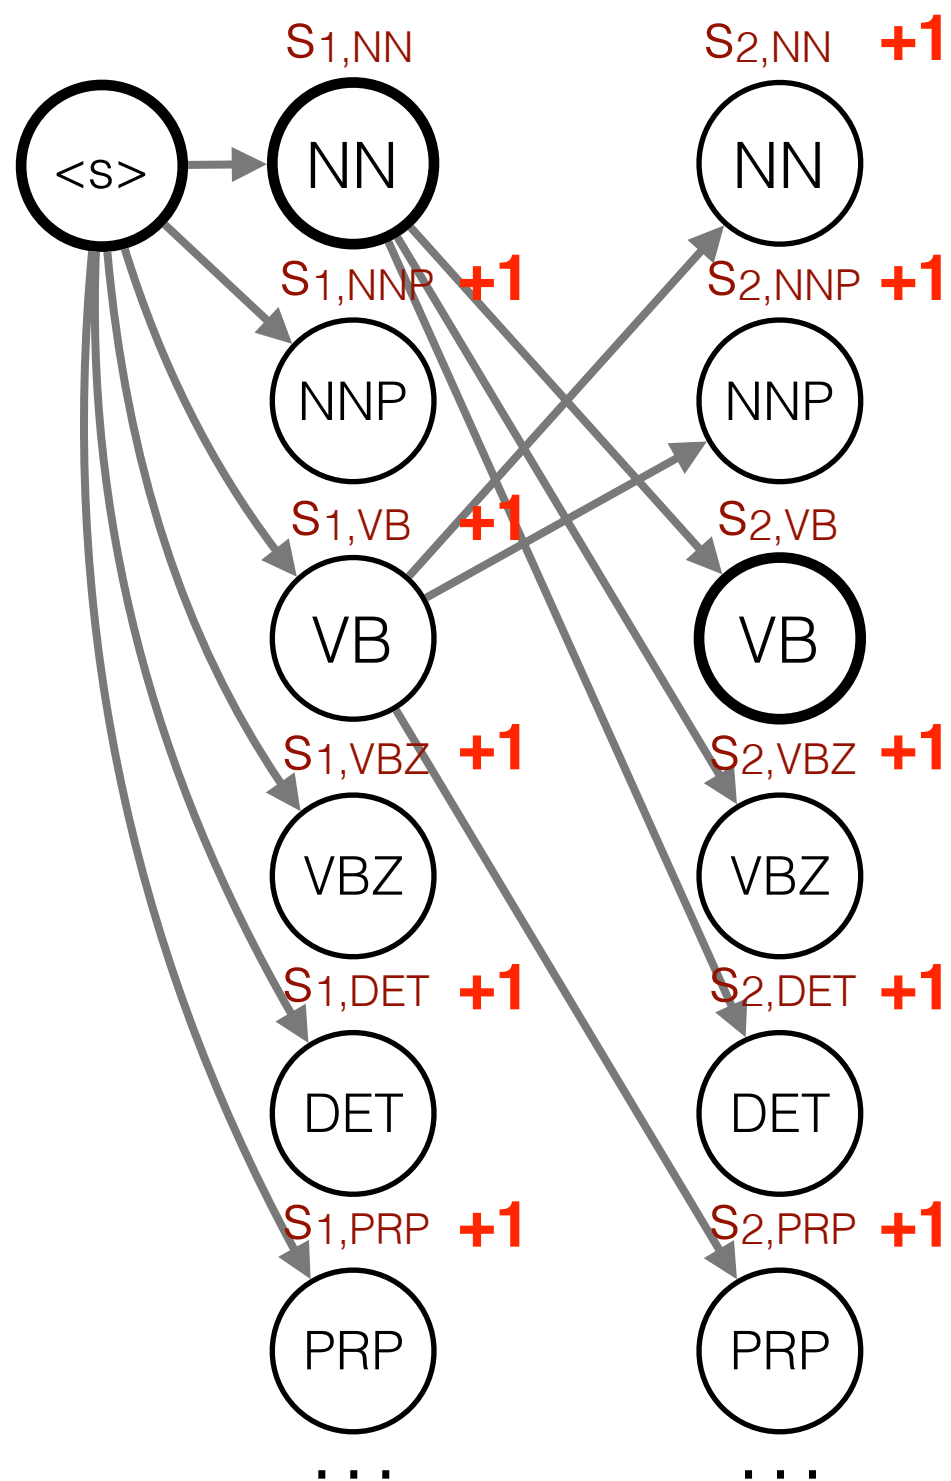 S1,NN S2,NN +1
<s> NN NN
S1,NNP +1 S2,NNP +1
NNP NNP
S1,VB +1 S2,VB
VB VB
S1,VBZ +1 S2,VBZ +1
VBZ VBZ
S1,DET +1 S2,DET +1
DET DET
S1,PRP +1 S2,PRP +1
PRP PRP
... ...